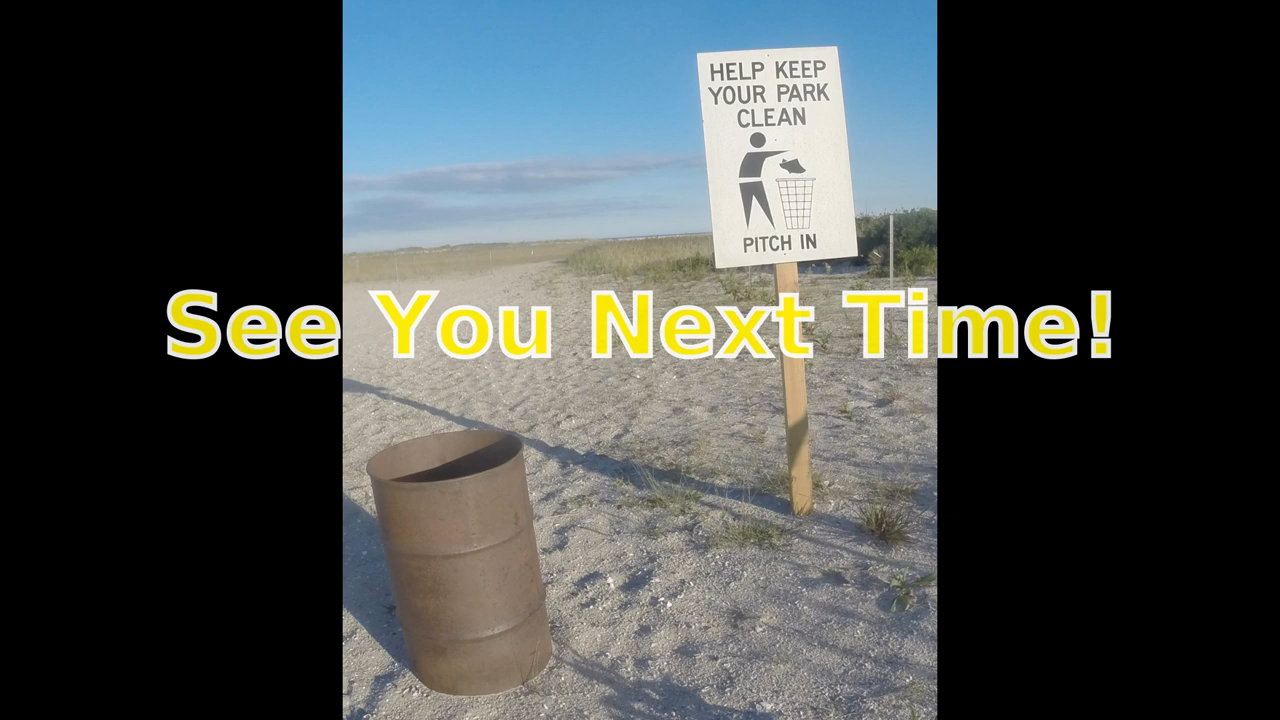 HELP KEEP
YOUR PARK
CLEAN
PITCH IN
See You Next Time!